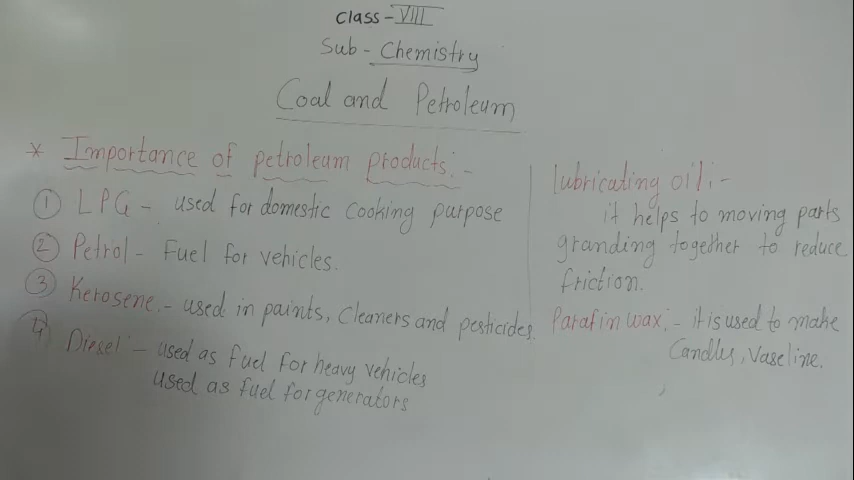 Class - VIII
Sub - Chemistry
Coal and Petroleum
* Importance of petroleum products:-
① LPG - used for domestic cooking purpose
② Petrol - Fuel for vehicles.
③ Kerosene - used in paints, cleaners and pesticides.
④ Diesel - used as fuel for heavy vehicles
used as fuel for generators
lubricating oil:-
it helps to moving parts
granding together to reduce
friction.
Parafin wax:- it is used to make
Candles, Vaseline.